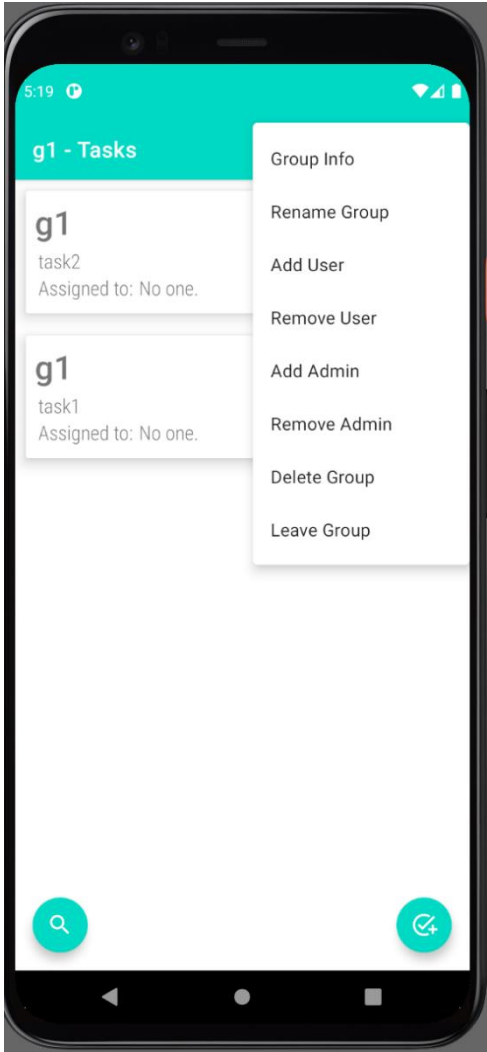 5:19
g1 - Tasks
g1
task2
Assigned to: No one.
g1
task1
Assigned to: No one.
Group Info
Rename Group
Add User
Remove User
Add Admin
Remove Admin
Delete Group
Leave Group